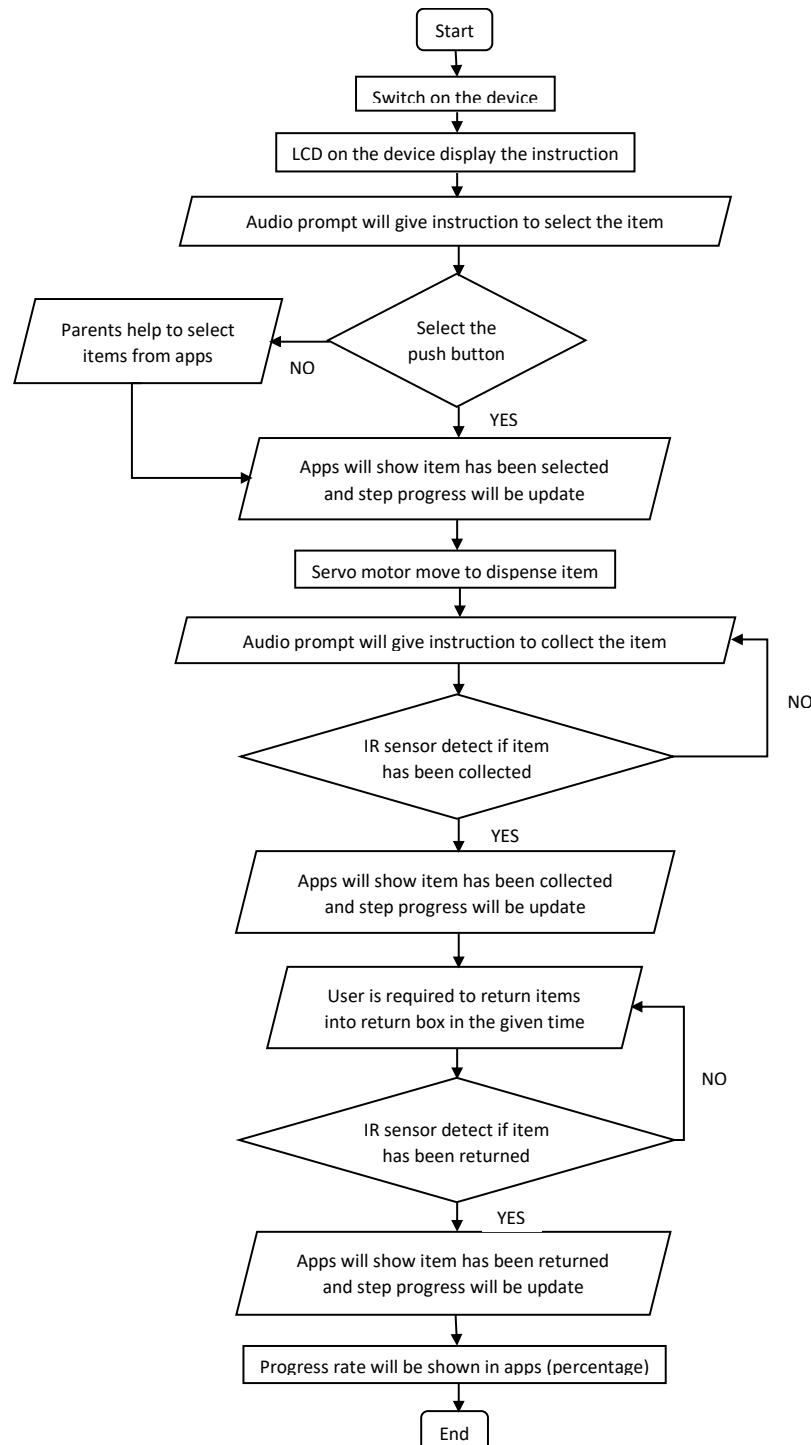 Start
Switch on the device
LCD on the device display the instruction
Audio prompt will give instruction to select the item
Select the
push button
Parents help to select
items from apps
NO
YES
Apps will show item has been selected
and step progress will be update
Servo motor move to dispense item
Audio prompt will give instruction to collect the item
NO
IR sensor detect if item
has been collected
YES
Apps will show item has been collected
and step progress will be update
User is required to return items
into return box in the given time
NO
IR sensor detect if item
has been returned
YES
Apps will show item has been returned
and step progress will be update
Progress rate will be shown in apps (percentage)
End